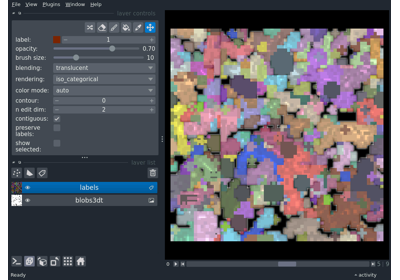 File View Plugins Window Help
layer controls
label: 1
opacity: 0.70
brush size: 10
blending: translucent
rendering: iso_categorical
color mode: auto
contour: 0
n edit dim: 2
contiguous:
preserve
labels:
show
selected:
layer list
labels
blobs3dt
Ready
activity